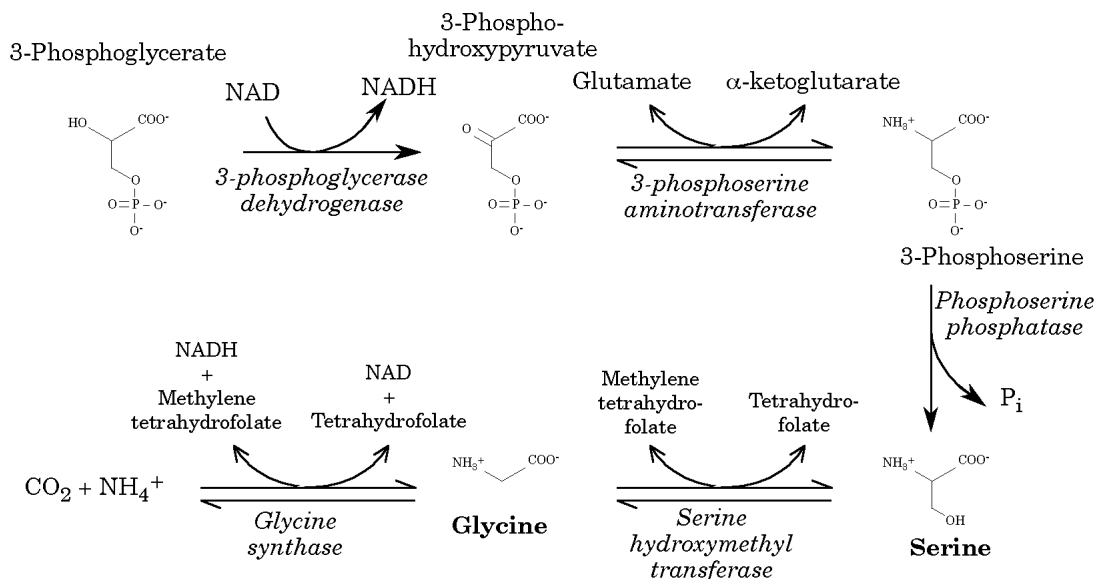 3-Phosphoglycerate
NAD
NADH
3-Phospho-
hydroxypyruvate
Glutamate
α-ketoglutarate
HO
COO⁻
O
O=P–O⁻
O⁻
3-phosphoglycerase
dehydrogenase
O
COO⁻
O
O=P–O⁻
O⁻
3-phosphoserine
aminotransferase
NH₃⁺
COO⁻
O
O=P–O⁻
O⁻
3-Phosphoserine
Phosphoserine
phosphatase
Pᵢ
NADH
+
Methylene
tetrahydrofolate
NAD
+
Tetrahydrofolate
Methylene
tetrahydro-
folate
Tetrahydro-
folate
CO₂ + NH₄⁺
Glycine
synthase
NH₃⁺
COO⁻
Glycine
Serine
hydroxymethyl
transferase
NH₃⁺
COO⁻
OH
Serine